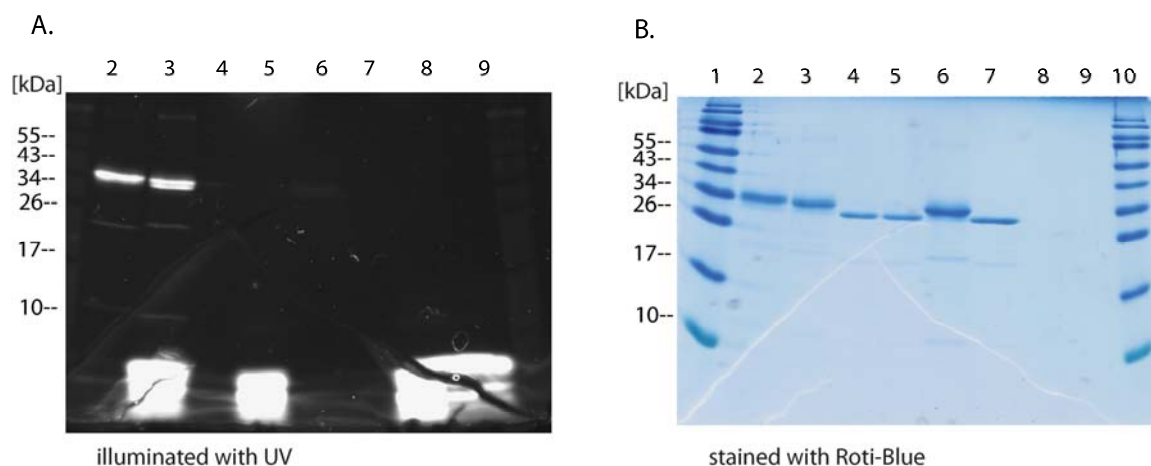 A.
[kDa]
2 3 4 5 6 7 8 9
55--
43--
34--
26--
17--
10--
illuminated with UV
B.
[kDa]
1 2 3 4 5 6 7 8 9 10
55--
43--
34--
26--
17--
10--
stained with Roti-Blue